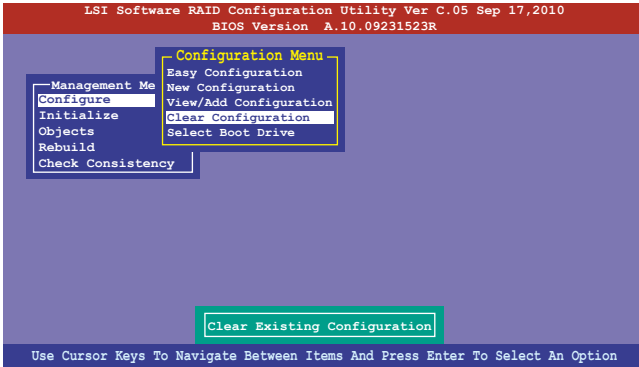 LSI Software RAID Configuration Utility Ver C.05 Sep 17,2010
BIOS Version A.10.09231523R
Configuration Menu
Easy Configuration
New Configuration
View/Add Configuration
Clear Configuration
Select Boot Drive
Management Me
Configure
Initialize
Objects
Rebuild
Check Consistency
Clear Existing Configuration
Use Cursor Keys To Navigate Between Items And Press Enter To Select An Option